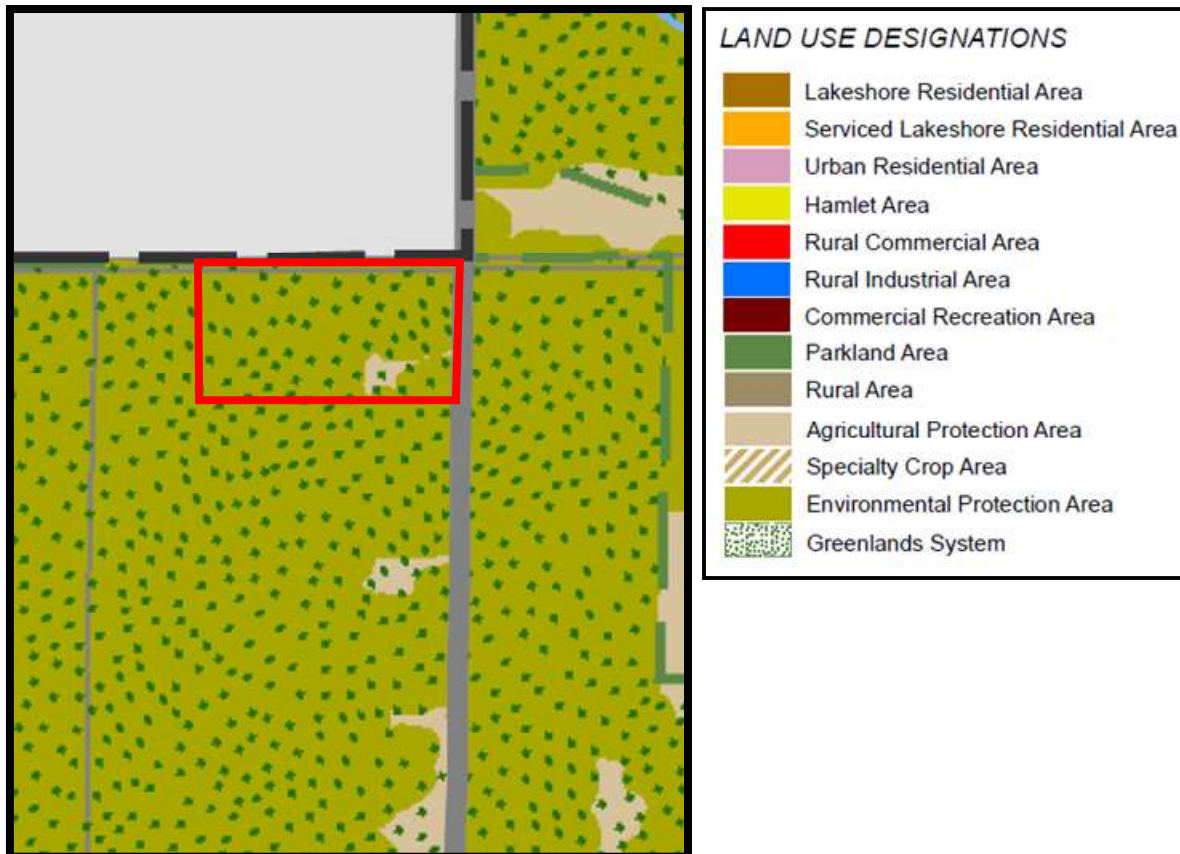 LAND USE DESIGNATIONS
Lakeshore Residential Area
Serviced Lakeshore Residential Area
Urban Residential Area
Hamlet Area
Rural Commercial Area
Rural Industrial Area
Commercial Recreation Area
Parkland Area
Rural Area
Agricultural Protection Area
Specialty Crop Area
Environmental Protection Area
Greenlands System